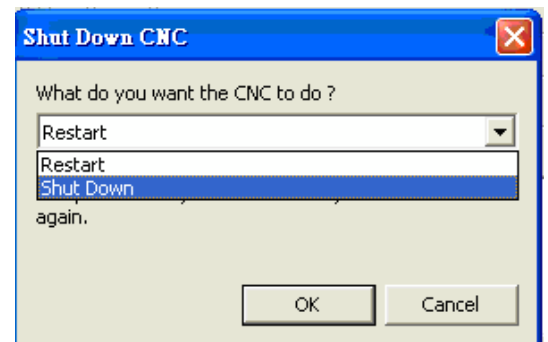 Shut Down CNC
What do you want the CNC to do ?
Restart
Restart
Shut Down
again.
OK
Cancel